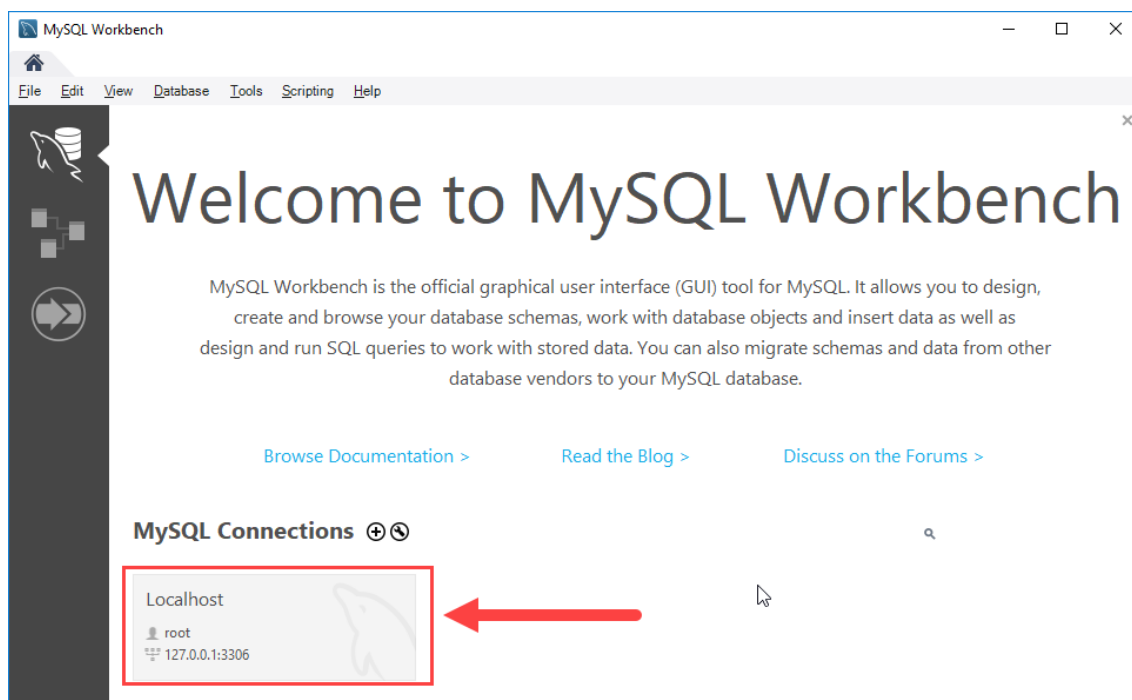 MySQL Workbench
File Edit View Database Tools Scripting Help
Welcome to MySQL Workbench
MySQL Workbench is the official graphical user interface (GUI) tool for MySQL. It allows you to design,
create and browse your database schemas, work with database objects and insert data as well as
design and run SQL queries to work with stored data. You can also migrate schemas and data from other
database vendors to your MySQL database.
Browse Documentation > Read the Blog > Discuss on the Forums >
MySQL Connections
Localhost
root
127.0.0.1:3306